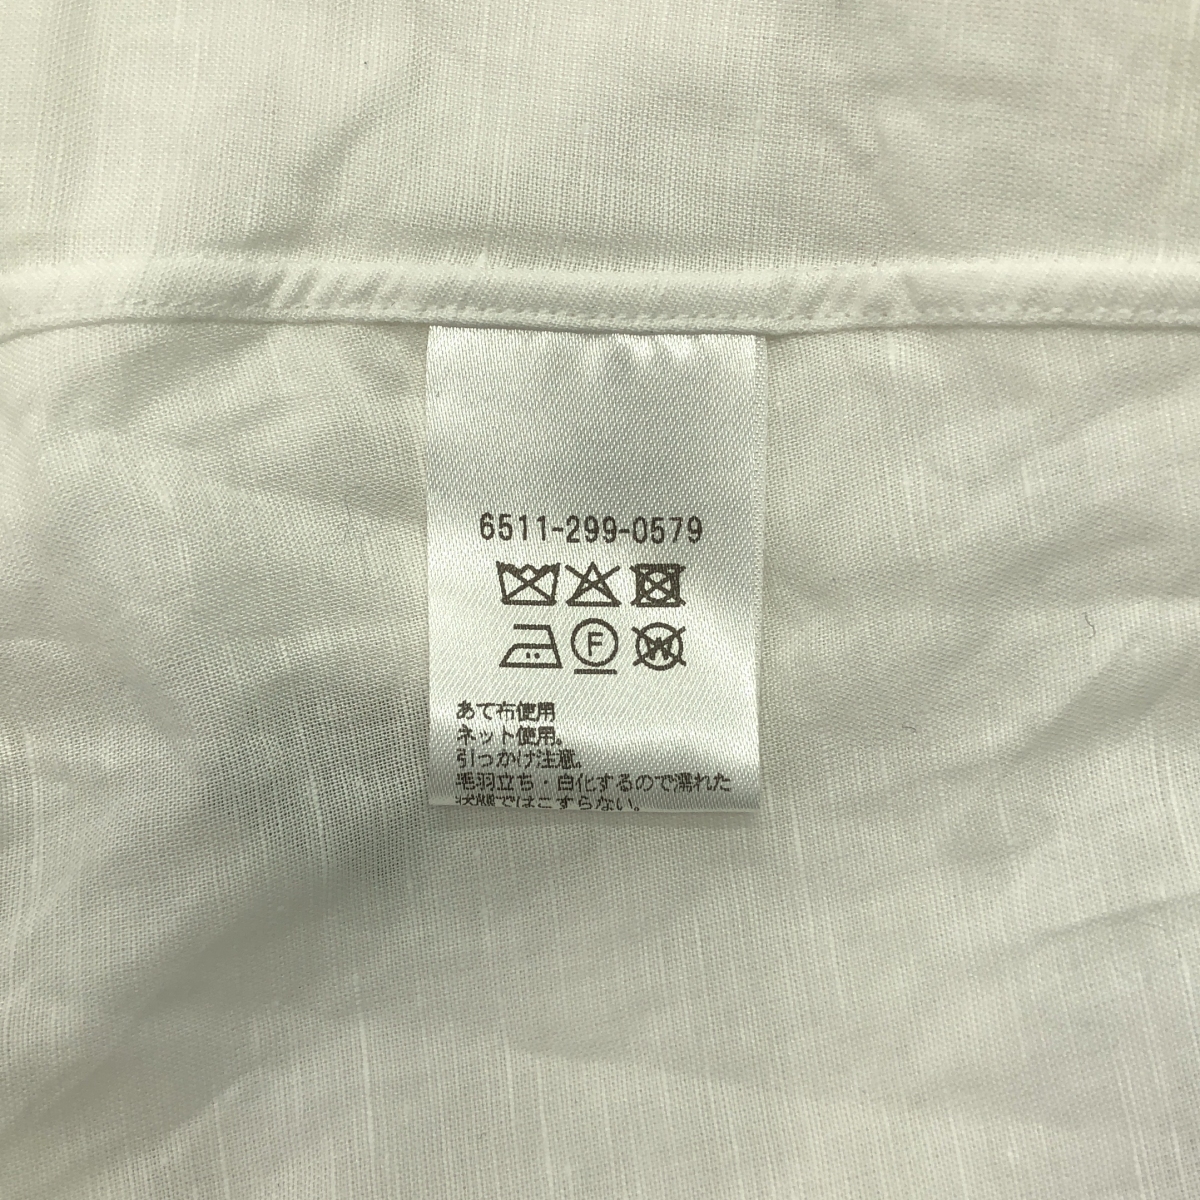 6511-299-0579
F
W
あて布使用
ネット使用。
引っかけ注意。
毛羽立ち・白化するので濡れた
状態ではこすらない。